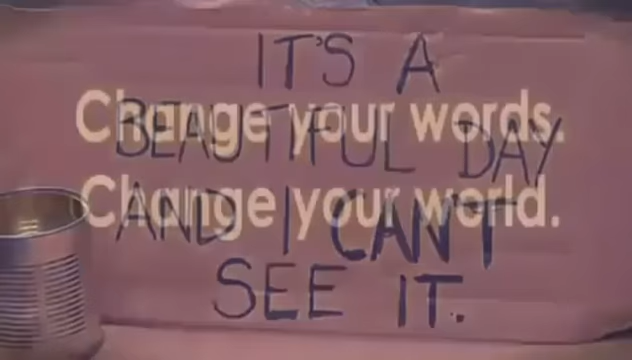 IT'S A
BEAUTIFUL DAY
AND I CAN'T
SEE IT.
Change your words.
Change your world.